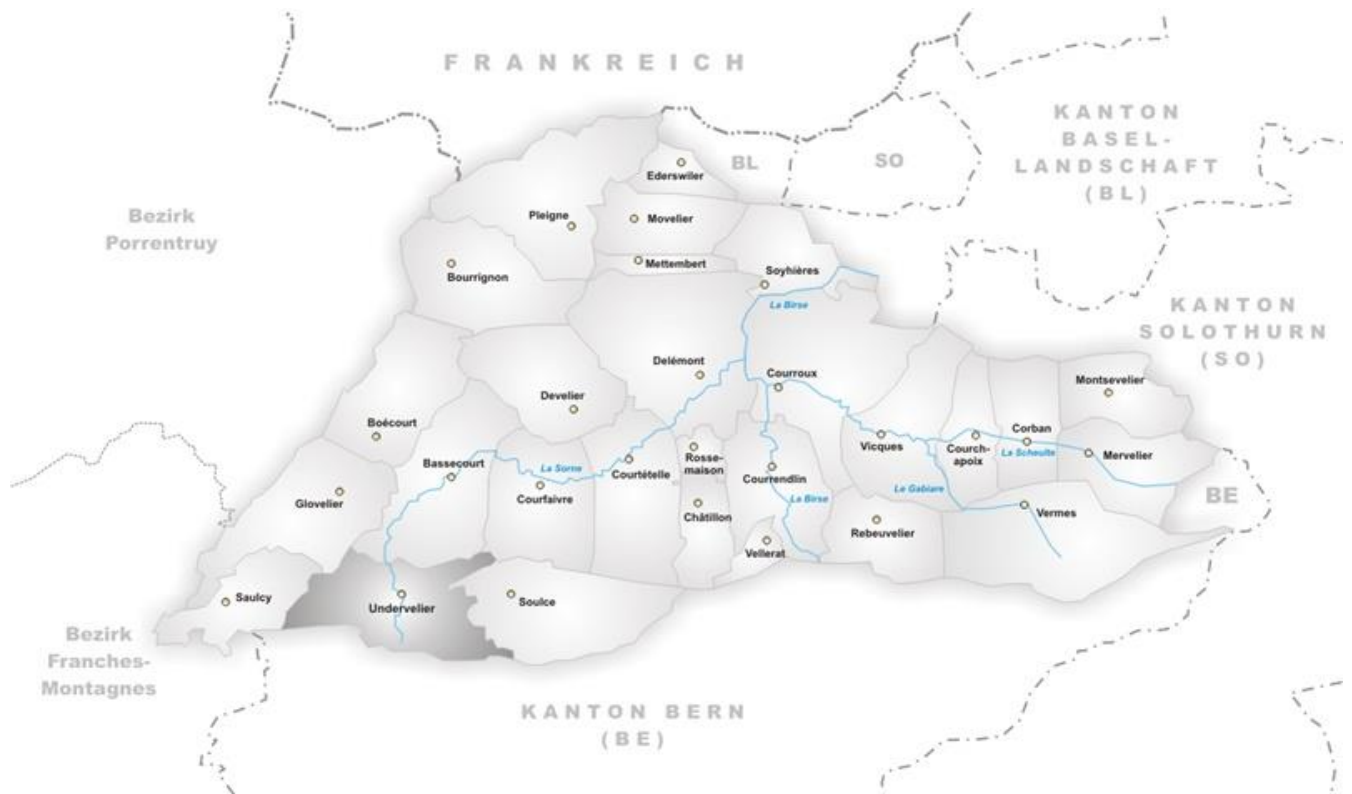 FRANKREICH
KANTON
BASEL-
LANDSCHAFT
(BL)
BL
SO
Ederswiler
Bezirk
Porrentruy
Pleigne
Movelier
Mettembert
Soyhières
Bourrignon
La Birse
KANTON
SOLOTHURN
(SO)
Delémont
Courroux
Montsevelier
Develier
Boécourt
Corban
Vicques
Courch-
apoix
La Scheulte
Mervelier
Bassecourt
La Sorne
Courtételle
Rosse-
maison
Courrendlin
Le Gabiare
BE
Glovelier
Courfaivre
La Birse
Châtillon
Vermes
Rebeuvelier
Vellerat
Saulcy
Undervelier
Soulce
Bezirk
Franches-
Montagnes
KANTON BERN
(BE)